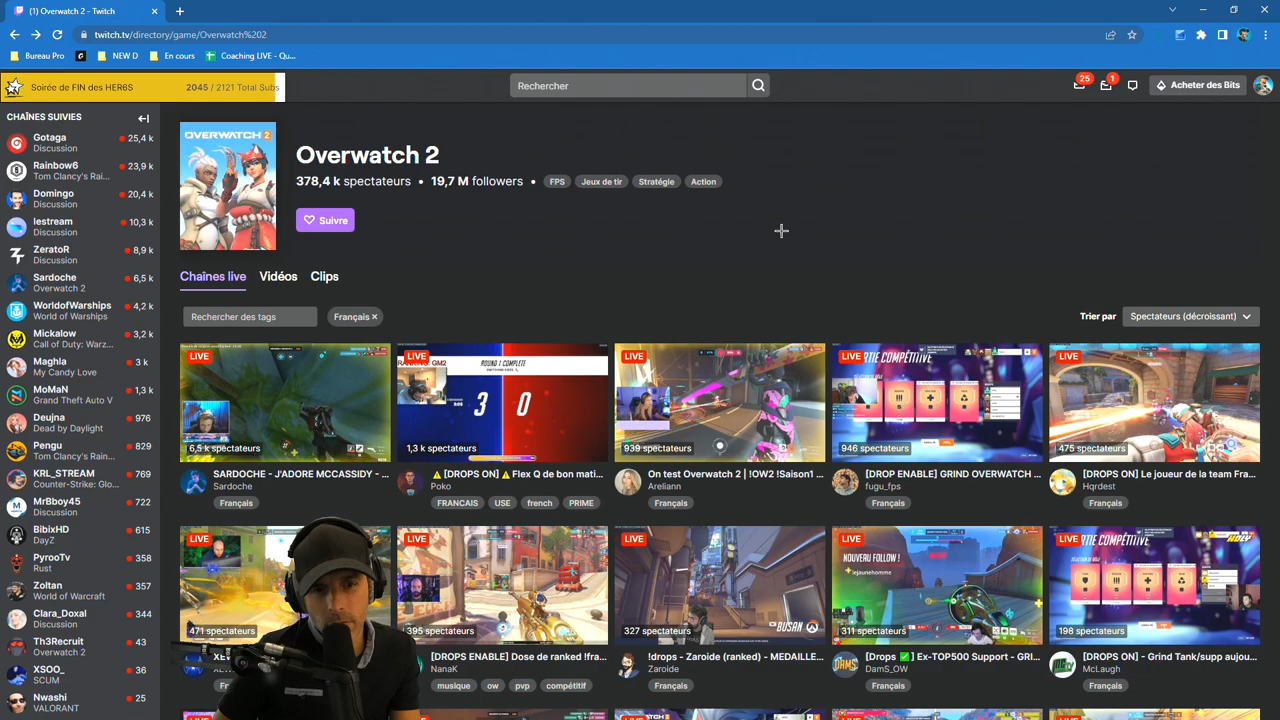 (1) Overwatch 2 - Twitch
twitch.tv/directory/game/Overwatch%202
Bureau Pro
NEW D
En cours
Coaching LIVE - Qu...
Soirée de FIN des HER6S
2045 / 2121 Total Subs
Rechercher
25
1
Acheter des Bits
CHAÎNES SUIVIES
Gotaga
25,4 k
Discussion
Rainbow6
23,9 k
Tom Clancy's Rai...
Domingo
20,4 k
Discussion
lestream
10,3 k
Discussion
ZeratoR
8,9 k
Discussion
Sardoche
6,5 k
Overwatch 2
WorldofWarships
4,2 k
World of Warships
Mickalow
3,2 k
Call of Duty: Warz...
Maghla
3 k
My Candy Love
MoMaN
1,3 k
Grand Theft Auto V
Deujna
976
Dead by Daylight
Pengu
829
Tom Clancy's Rain...
KRL_STREAM
769
Counter-Strike: Glo...
MrBboy45
722
Discussion
BibixHD
615
DayZ
PyrooTv
358
Rust
Zoltan
357
World of Warcraft
Clara_Doxal
344
Discussion
Th3Recruit
43
Overwatch 2
XSOO_
36
SCUM
Nwashi
25
VALORANT
OVERWATCH 2
Overwatch 2
378,4 k spectateurs • 19,7 M followers •
FPS
Jeux de tir
Stratégie
Action
Suivre
Chaînes live
Vidéos
Clips
Rechercher des tags
Français ×
Trier par
Spectateurs (décroissant)
LIVE
6,5 k spectateurs
SARDOCHE - J'ADORE MCCASSIDY - ...
Sardoche
Français
LIVE
ROUND 1 COMPLETE
3 0
1,3 k spectateurs
⚠️[DROPS ON]⚠️ Flex Q de bon mati...
Poko
FRANCAIS
USE
french
PRIME
LIVE
939 spectateurs
On test Overwatch 2 | !OW2 !Saison1 ...
Areliann
Français
LIVE
TIE COMPÉTITIVE
946 spectateurs
[DROP ENABLE] GRIND OVERWATCH ...
fugu_fps
Français
LIVE
475 spectateurs
[DROPS ON] Le joueur de la team Fra...
Hqrdest
Français
LIVE
471 spectateurs
LIVE
395 spectateurs
[DROPS ENABLE] Dose de ranked !fra...
NanaK
musique
ow
pvp
compétitif
LIVE
BUSAN
327 spectateurs
!drops - Zaroide (ranked) - MEDAILLE...
Zaroide
Français
LIVE
NOUVEAU FOLLOW !
lejaunehomme
311 spectateurs
[Drops ✅] Ex-TOP500 Support - GRI...
DamS_OW
Français
LIVE
TIE COMPÉTITIVE
198 spectateurs
[DROPS ON] - Grind Tank/supp aujou...
McLaugh
Français